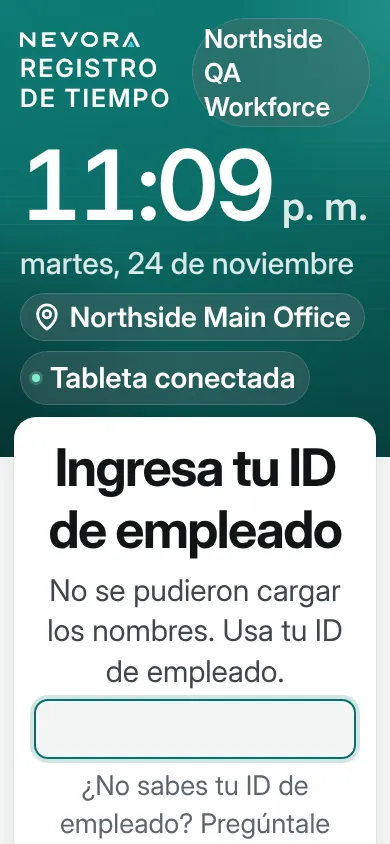 NEVORA
REGISTRO
DE TIEMPO
Northside
QA
Workforce
11:09 p. m.
martes, 24 de noviembre
Northside Main Office
Tableta conectada
Ingresa tu ID
de empleado
No se pudieron cargar
los nombres. Usa tu ID
de empleado.
¿No sabes tu ID de
empleado? Pregúntale